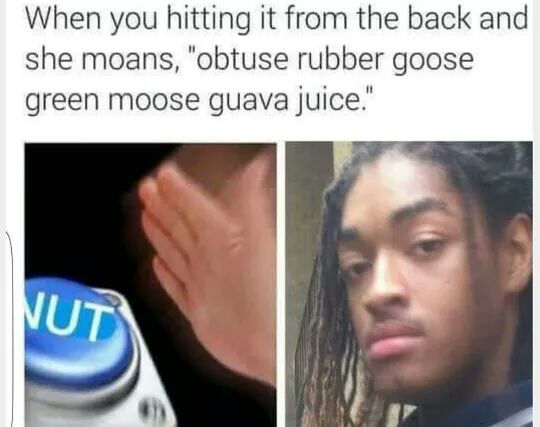 When you hitting it from the back and
she moans, "obtuse rubber goose
green moose guava juice."
NUT